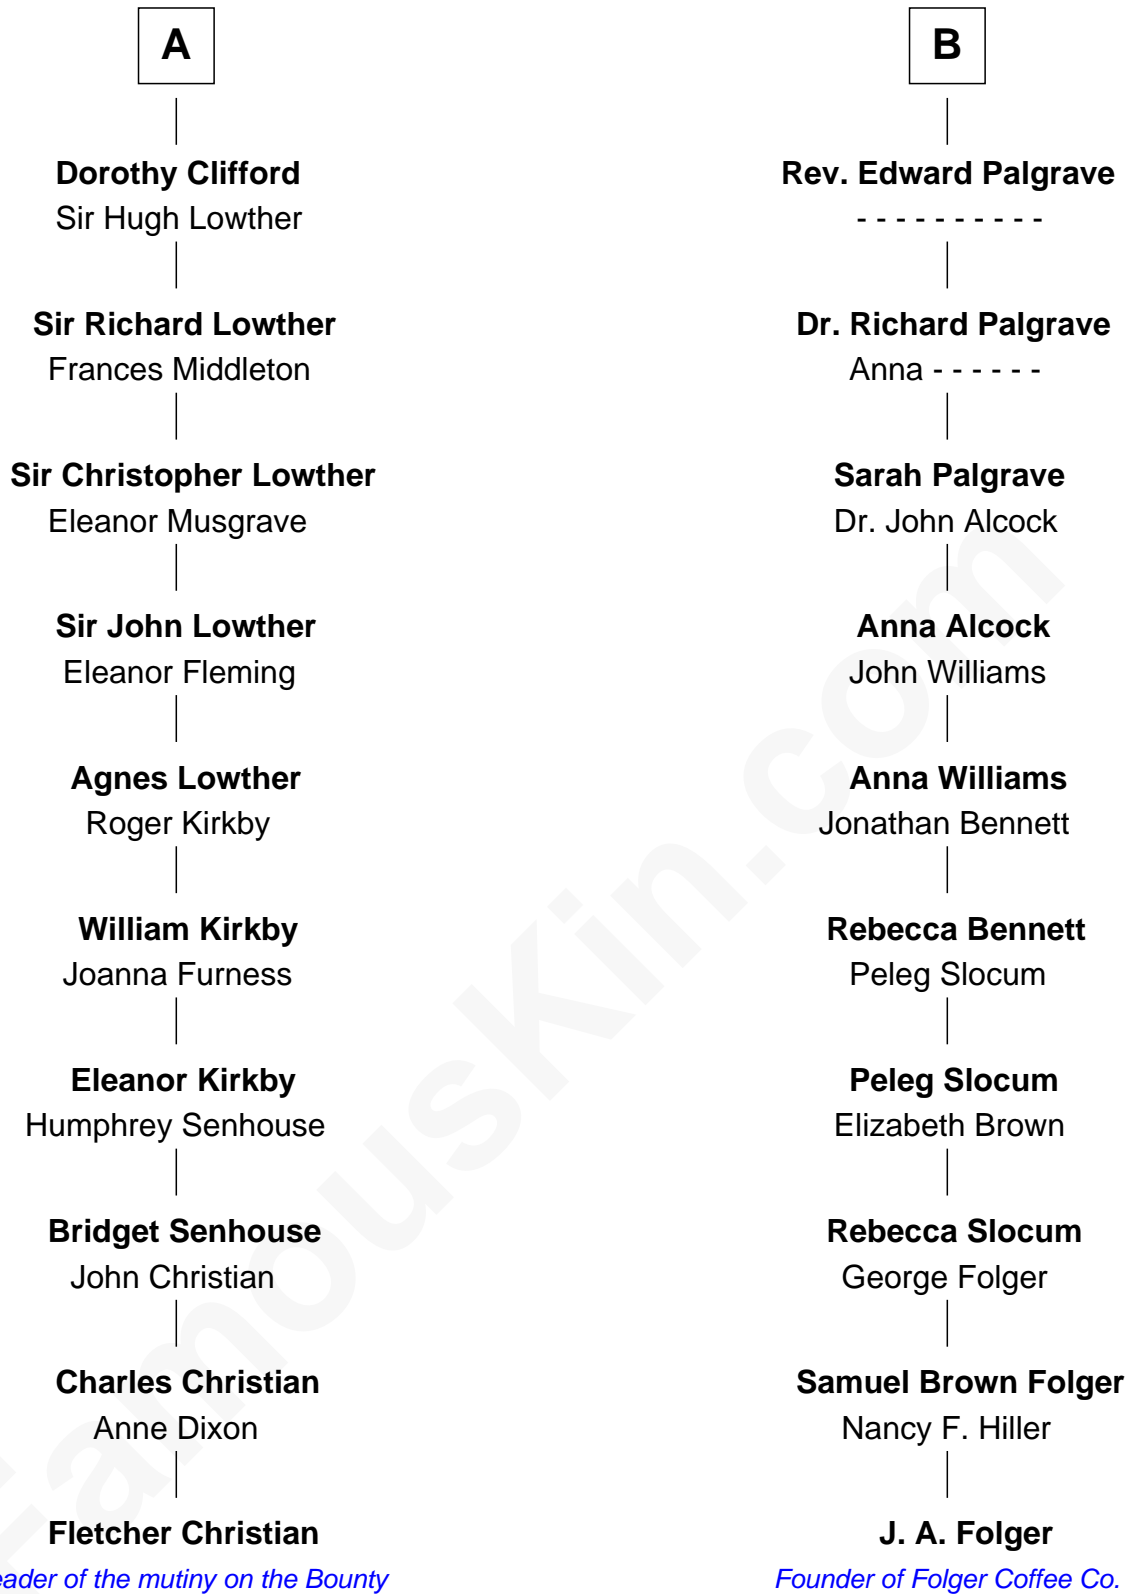 A
Dorothy Clifford
Sir Hugh Lowther
Sir Richard Lowther
Frances Middleton
Sir Christopher Lowther
Eleanor Musgrave
Sir John Lowther
Eleanor Fleming
Agnes Lowther
Roger Kirkby
William Kirkby
Joanna Furness
Eleanor Kirkby
Humphrey Senhouse
Bridget Senhouse
John Christian
Charles Christian
Anne Dixon
Fletcher Christian
eader of the mutiny on the Bounty
B
Rev. Edward Palgrave
- - - - - - - - - -
Dr. Richard Palgrave
Anna - - - - - -
Sarah Palgrave
Dr. John Alcock
Anna Alcock
John Williams
Anna Williams
Jonathan Bennett
Rebecca Bennett
Peleg Slocum
Peleg Slocum
Elizabeth Brown
Rebecca Slocum
George Folger
Samuel Brown Folger
Nancy F. Hiller
J. A. Folger
Founder of Folger Coffee Co.
FamousKin.com